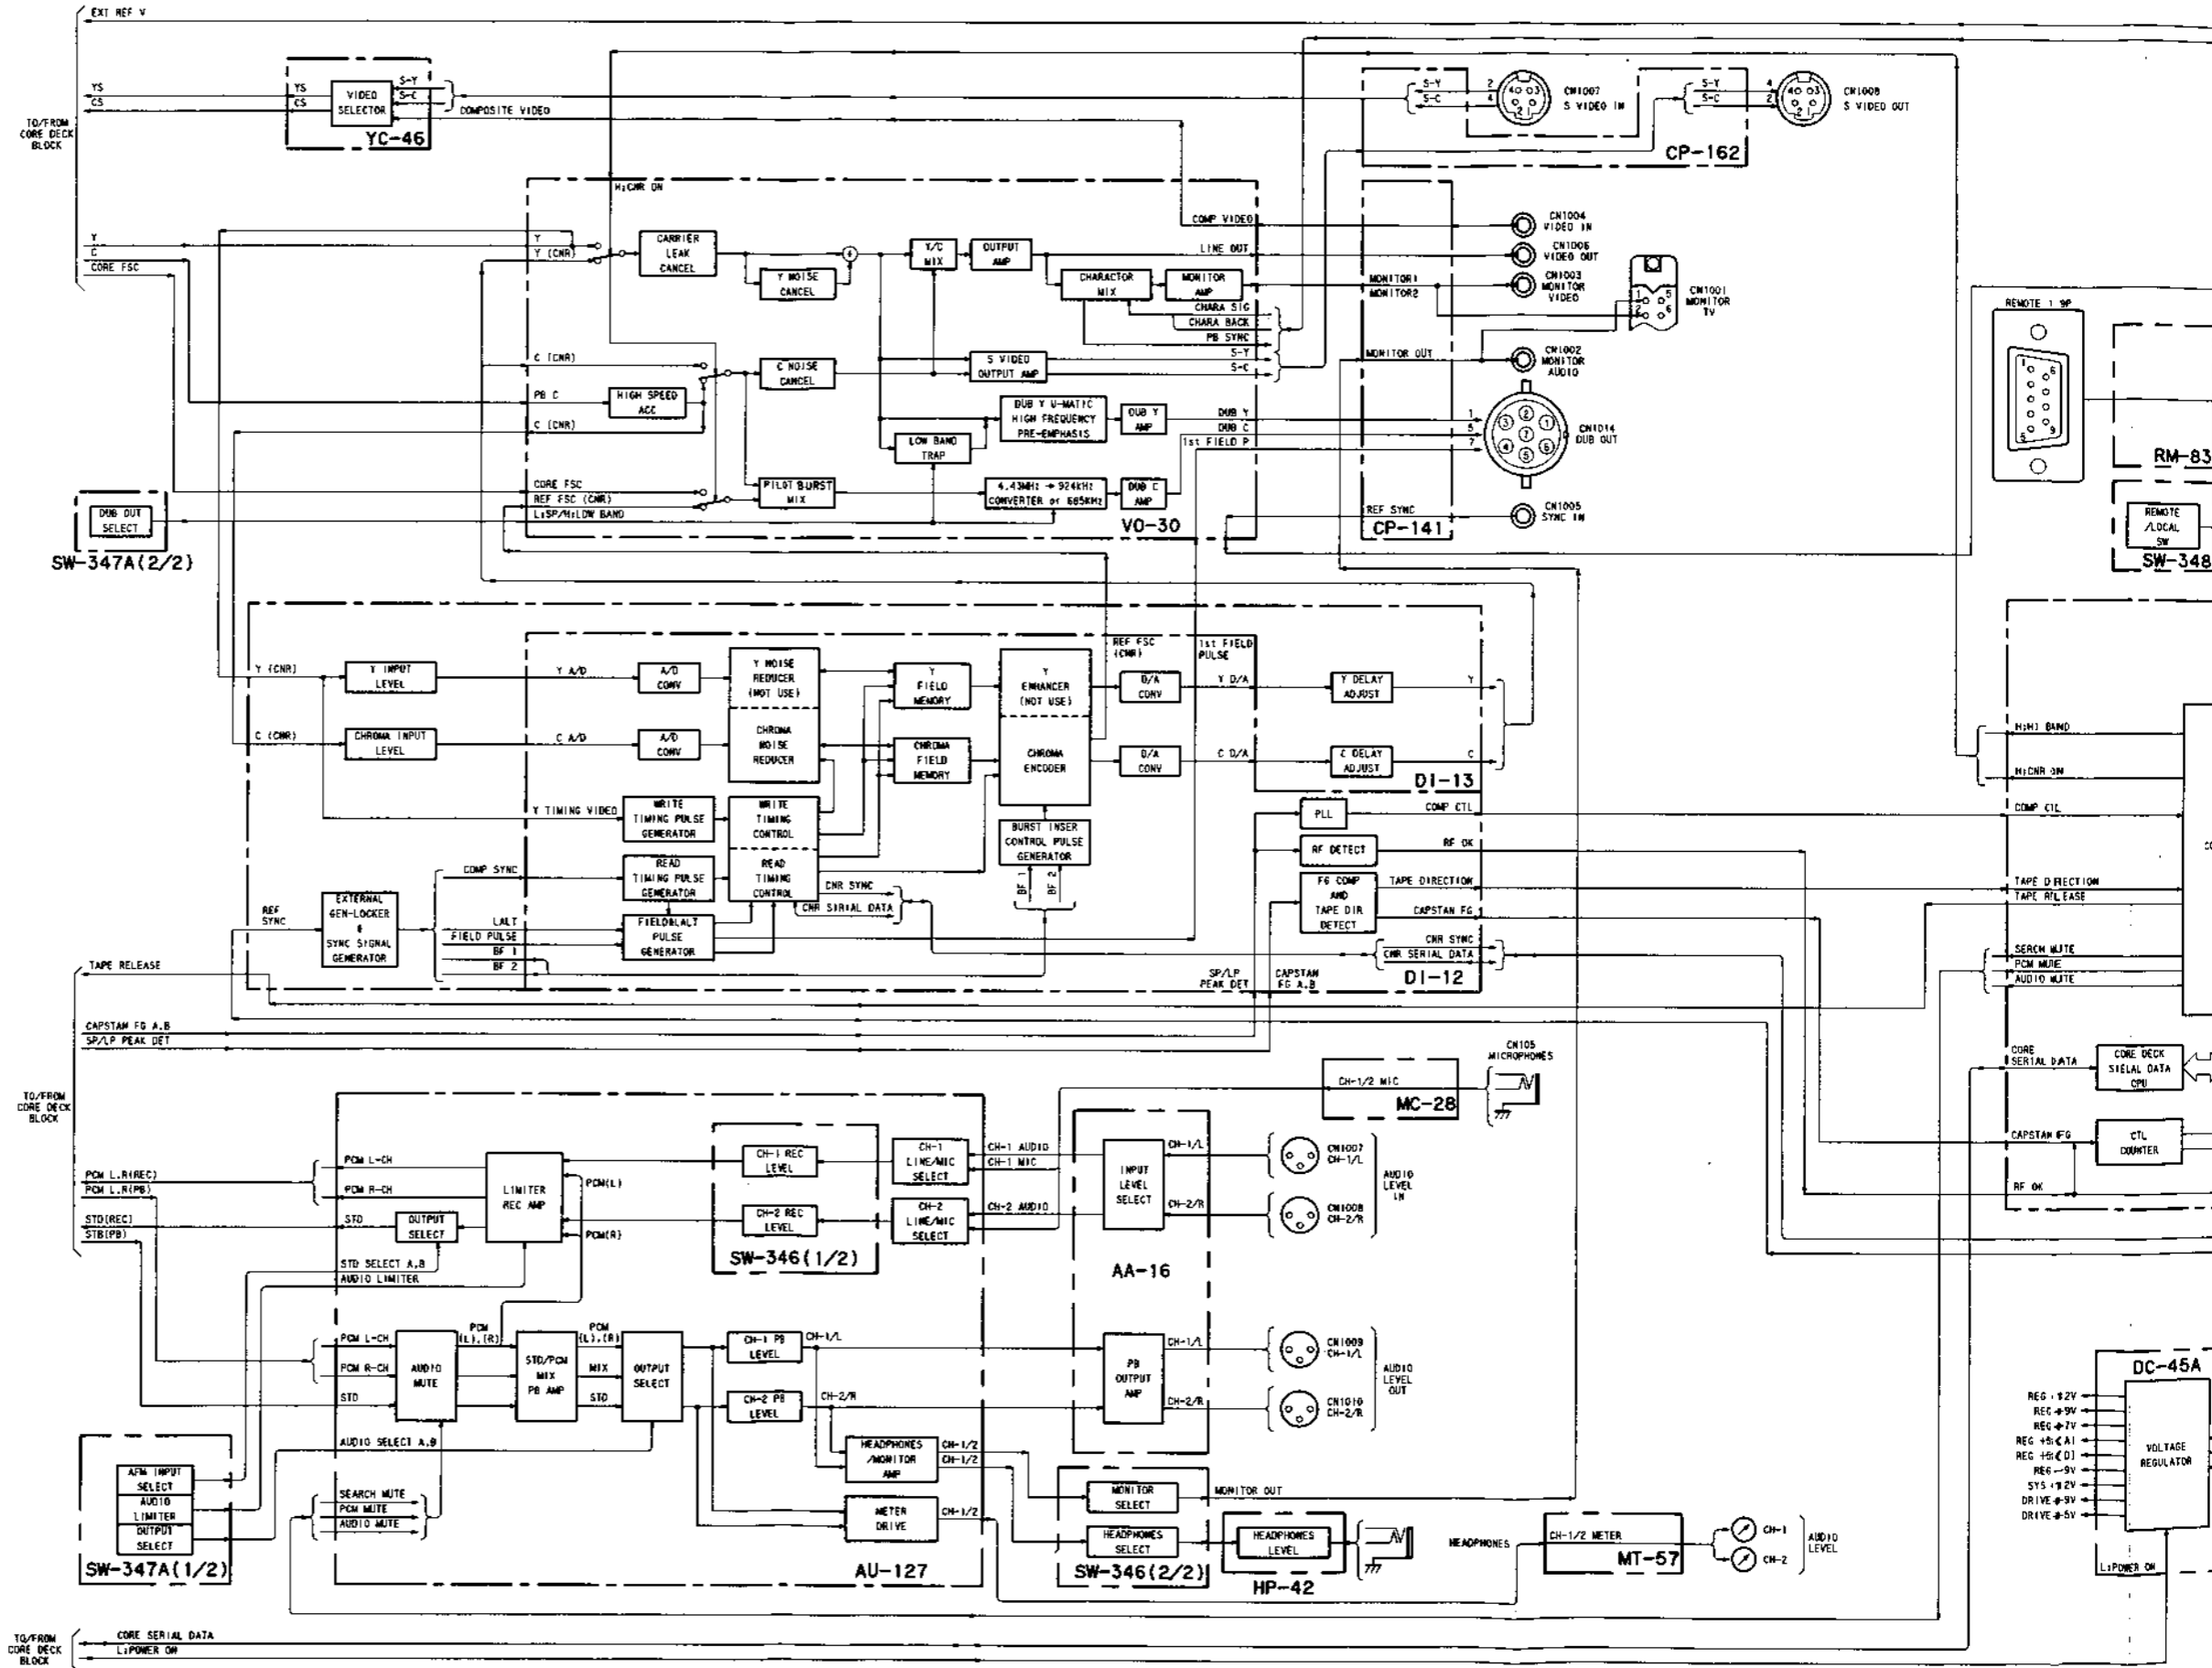 EXT REF V
YS
CS
TO/FROM
CORE DECK
BLOCK
YS
CS
VIDEO
SELECTOR
S-Y
S-C
COMPOSITE VIDEO
YC-46
S-Y
S-C
2
4
CN1007
S VIDEO IN
S-Y
S-C
4
2
CN1008
S VIDEO OUT
CP-162
Y
C
CORE FSC
H:CNR ON
Y
Y (CNR)
CARRIER
LEAK
CANCEL
Y NOISE
CANCEL
Y/C
MIX
OUTPUT
AMP
COMP VIDEO
LINE OUT
CHARACTOR
MIX
MONITOR
AMP
CHARA SIG
CHARA BACK
PB SYNC
S-Y
S-C
C (CNR)
C NOISE
CANCEL
S VIDEO
OUTPUT AMP
PB C
HIGH SPEED
ACC
C (CNR)
DUB Y U-MATIC
HIGH FREQUENCY
PRE-EMPHASIS
DUB Y
AMP
DUB Y
DUB C
1st FIELD P
LOW BAND
TRAP
CORE FSC
REF FSC (CNR)
L:SP/H:LOW BAND
PILOT BURST
MIX
4.43MHz → 924kHz
CONVERTER or 685kHz
DUB C
AMP
VO-30
DUB OUT
SELECT
SW-347A(2/2)
CN1004
VIDEO IN
CN1006
VIDEO OUT
MONITOR1
MONITOR2
CN1003
MONITOR
VIDEO
CN1001
MONITOR
TV
MONITOR OUT
CN1002
MONITOR
AUDIO
1
5
7
CN1014
DUB OUT
REF SYNC
CN1005
SYNC IN
CP-141
REMOTE 1 9P
RM-83
REMOTE
/LOCAL
SW
SW-348
Y (CNR)
Y INPUT
LEVEL
Y A/D
A/D
CONV
Y NOISE
REDUCER
(NOT USE)
CHROMA
NOISE
REDUCER
Y
FIELD
MEMORY
Y
ENHANCER
(NOT USE)
CHROMA
ENCODER
REF FSC
(CNR)
1st FIELD
PULSE
D/A
CONV
Y D/A
Y DELAY
ADJUST
Y
C (CNR)
CHROMA INPUT
LEVEL
C A/D
A/D
CONV
CHROMA
FIELD
MEMORY
D/A
CONV
C D/A
C DELAY
ADJUST
C
DI-13
Y TIMING VIDEO
WRITE
TIMING PULSE
GENERATOR
WRITE
TIMING
CONTROL
READ
TIMING
CONTROL
BURST INSER
CONTROL PULSE
GENERATOR
BF 1
BF 2
COMP SYNC
READ
TIMING PULSE
GENERATOR
CNR SYNC
CNR SERIAL DATA
REF
SYNC
EXTERNAL
GEN-LOCKER
&
SYNC SIGNAL
GENERATOR
LALT
FIELD PULSE
BF 1
BF 2
FIELD&LALT
PULSE
GENERATOR
PLL
COMP CTL
RF DETECT
RF OK
FG COMP
AND
TAPE DIR
DETECT
TAPE DIRECTION
CAPSTAN FG
CNR SYNC
CNR SERIAL DATA
SP/LP
PEAK DET
CAPSTAN
FG A.B
DI-12
H:HI BAND
H:CNR ON
COMP CTL
TAPE DIRECTION
TAPE RELEASE
SERCH MUTE
PCM MUTE
AUDIO MUTE
CORE
SERIAL DATA
CORE DECK
SIELAL DATA
CPU
CAPSTAN FG
CTL
COUNTER
RF OK
TAPE RELEASE
CAPSTAN FG A.B
SP/LP PEAK DET
TO/FROM
CORE DECK
BLOCK
PCM L.R(REC)
PCM L.R(PB)
STD(REC)
STB(PB)
PCM L-CH
PCM R-CH
STD
OUTPUT
SELECT
LIMITER
REC AMP
PCM(L)
PCM(R)
STD SELECT A,B
AUDIO LIMITER
CH-1 REC
LEVEL
CH-2 REC
LEVEL
SW-346(1/2)
CH-1
LINE/MIC
SELECT
CH-2
LINE/MIC
SELECT
CH-1 AUDIO
CH-1 MIC
CH-2 AUDIO
INPUT
LEVEL
SELECT
CH-1/L
CH-2/R
AA-16
CH-1/2 MIC
MC-28
CN105
MICROPHONES
CN1007
CH-1/L
CN1008
CH-2/R
AUDIO
LEVEL
IN
PCM L-CH
PCM R-CH
STD
AUDIO
MUTE
PCM
(L),(R)
STD/PCM
MIX
PB AMP
PCM
(L),(R)
MIX
STD
OUTPUT
SELECT
CH-1 PB
LEVEL
CH-1/L
CH-2 PB
LEVEL
CH-2/R
PB
OUTPUT
AMP
CH-1/L
CH-2/R
CN1009
CH-1/L
CN1010
CH-2/R
AUDIO
LEVEL
OUT
AUDIO SELECT A,B
AFM INPUT
SELECT
AUDIO
LIMITER
OUTPUT
SELECT
SW-347A(1/2)
SEARCH MUTE
PCM MUTE
AUDIO MUTE
HEADPHONES
/MONITOR
AMP
CH-1/2
CH-1/2
METER
DRIVE
CH-1/2
AU-127
MONITOR
SELECT
MONITOR OUT
HEADPHONES
SELECT
SW-346(2/2)
HEADPHONES
LEVEL
HP-42
HEADPHONES
CH-1/2 METER
MT-57
CH-1
CH-2
AUDIO
LEVEL
DC-45A
REG +12V
REG +9V
REG +7V
REG +5(A)
REG +5(D)
REG -9V
SYS +12V
DRIVE +9V
DRIVE +5V
VOLTAGE
REGULATOR
L:POWER ON
TO/FROM
CORE DECK
BLOCK
CORE SERIAL DATA
L:POWER ON